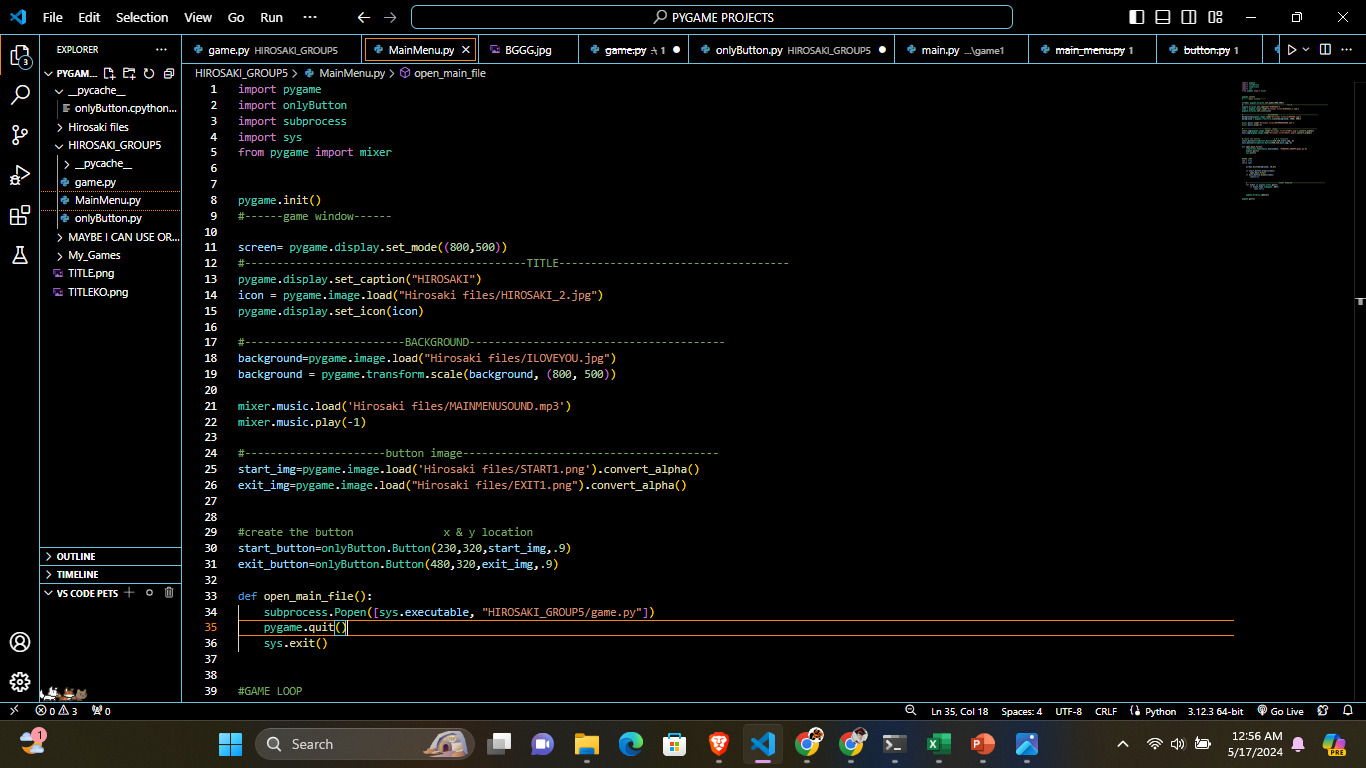 File Edit Selection View Go Run ··· PYGAME PROJECTS
EXPLORER ···
game.py HIROSAKI_GROUP5
MainMenu.py
BGGG.jpg
game.py .\ 1
onlyButton.py HIROSAKI_GROUP5
main.py ...\game1
main_menu.py 1
button.py 1
3
PYGAM...
__pycache__
onlyButton.cpython...
Hirosaki files
HIROSAKI_GROUP5
__pycache__
game.py
MainMenu.py
onlyButton.py
MAYBE I CAN USE OR...
My_Games
TITLE.png
TITLEKO.png
OUTLINE
TIMELINE
VS CODE PETS
HIROSAKI_GROUP5 > MainMenu.py > open_main_file
1 import pygame
2 import onlyButton
3 import subprocess
4 import sys
5 from pygame import mixer
6
7
8 pygame.init()
9 #------game window------
10
11 screen= pygame.display.set_mode((800,500))
12 #--------------------------------------------TITLE------------------------------------
13 pygame.display.set_caption("HIROSAKI")
14 icon = pygame.image.load("Hirosaki files/HIROSAKI_2.jpg")
15 pygame.display.set_icon(icon)
16
17 #-------------------------BACKGROUND----------------------------------------
18 background=pygame.image.load("Hirosaki files/ILOVEYOU.jpg")
19 background = pygame.transform.scale(background, (800, 500))
20
21 mixer.music.load('Hirosaki files/MAINMENUSOUND.mp3')
22 mixer.music.play(-1)
23
24 #----------------------button image----------------------------------------
25 start_img=pygame.image.load('Hirosaki files/START1.png').convert_alpha()
26 exit_img=pygame.image.load("Hirosaki files/EXIT1.png").convert_alpha()
27
28
29 #create the button              x & y location
30 start_button=onlyButton.Button(230,320,start_img,.9)
31 exit_button=onlyButton.Button(480,320,exit_img,.9)
32
33 def open_main_file():
34     subprocess.Popen([sys.executable, "HIROSAKI_GROUP5/game.py"])
35     pygame.quit()
36     sys.exit()
37
38
39 #GAME LOOP
0 3 0 Ln 35, Col 18 Spaces: 4 UTF-8 CRLF Python 3.12.3 64-bit Go Live
1 Search 12:56 AM
5/17/2024
PRE